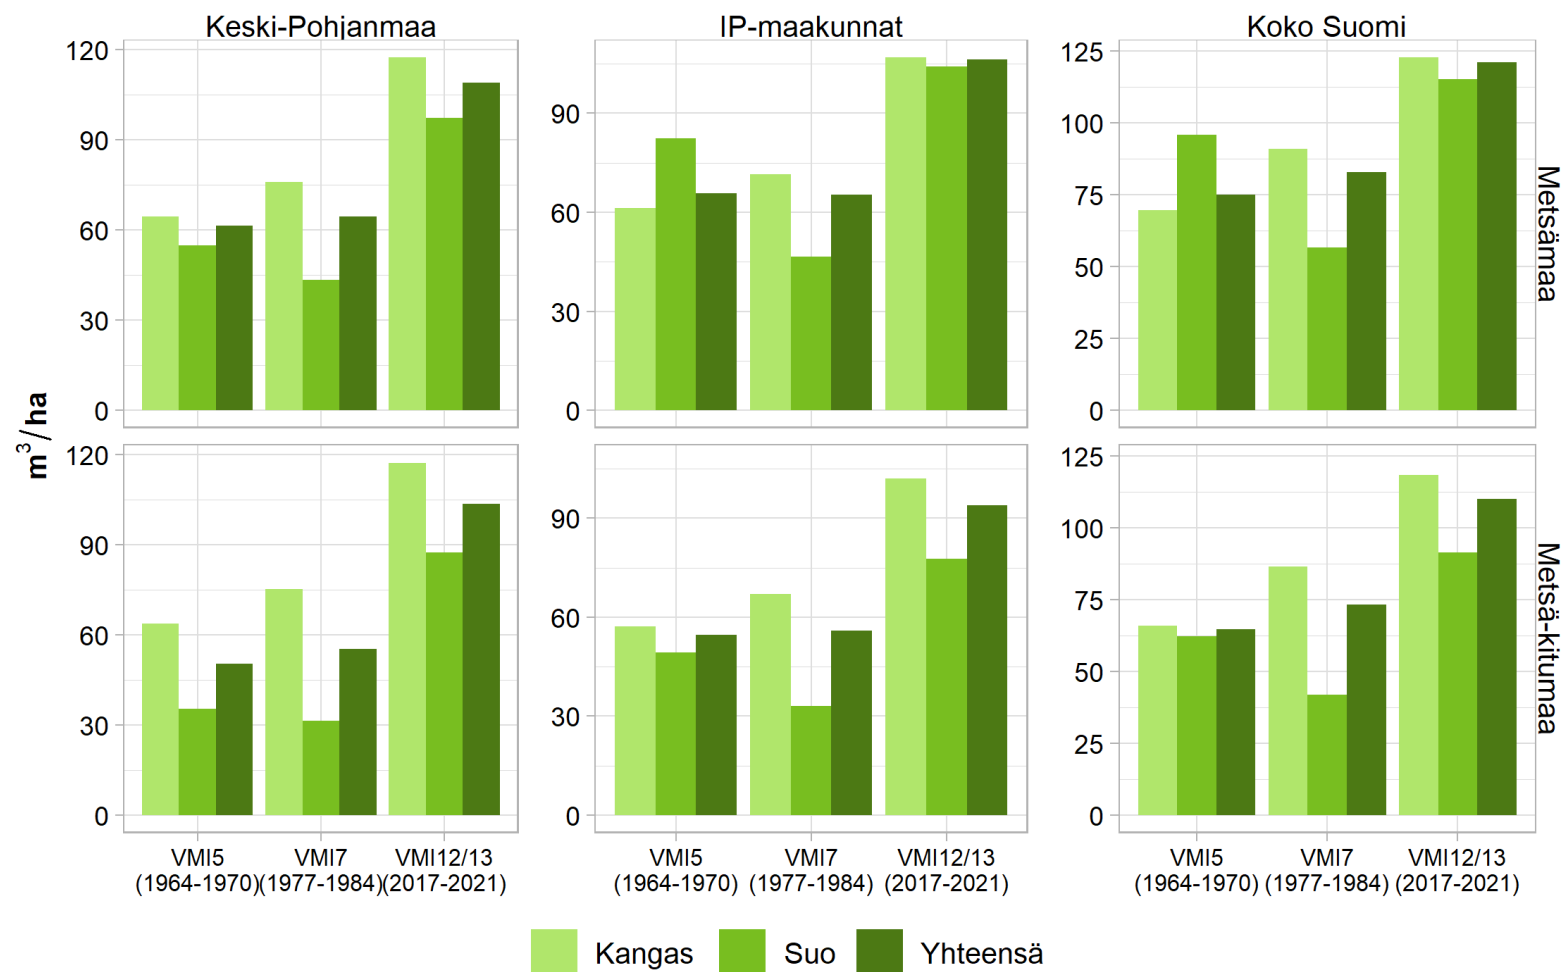 Keski-Pohjanmaa
IP-maakunnat
Koko Suomi
120
90
60
30
0
90
60
30
0
125
100
75
50
25
0
Metsämaa
m³/ha
120
90
60
30
0
90
60
30
0
125
100
75
50
25
0
Metsä-kitumaa
VMI5
(1964-1970)
VMI7
(1977-1984)
VMI12/13
(2017-2021)
VMI5
(1964-1970)
VMI7
(1977-1984)
VMI12/13
(2017-2021)
VMI5
(1964-1970)
VMI7
(1977-1984)
VMI12/13
(2017-2021)
Kangas
Suo
Yhteensä